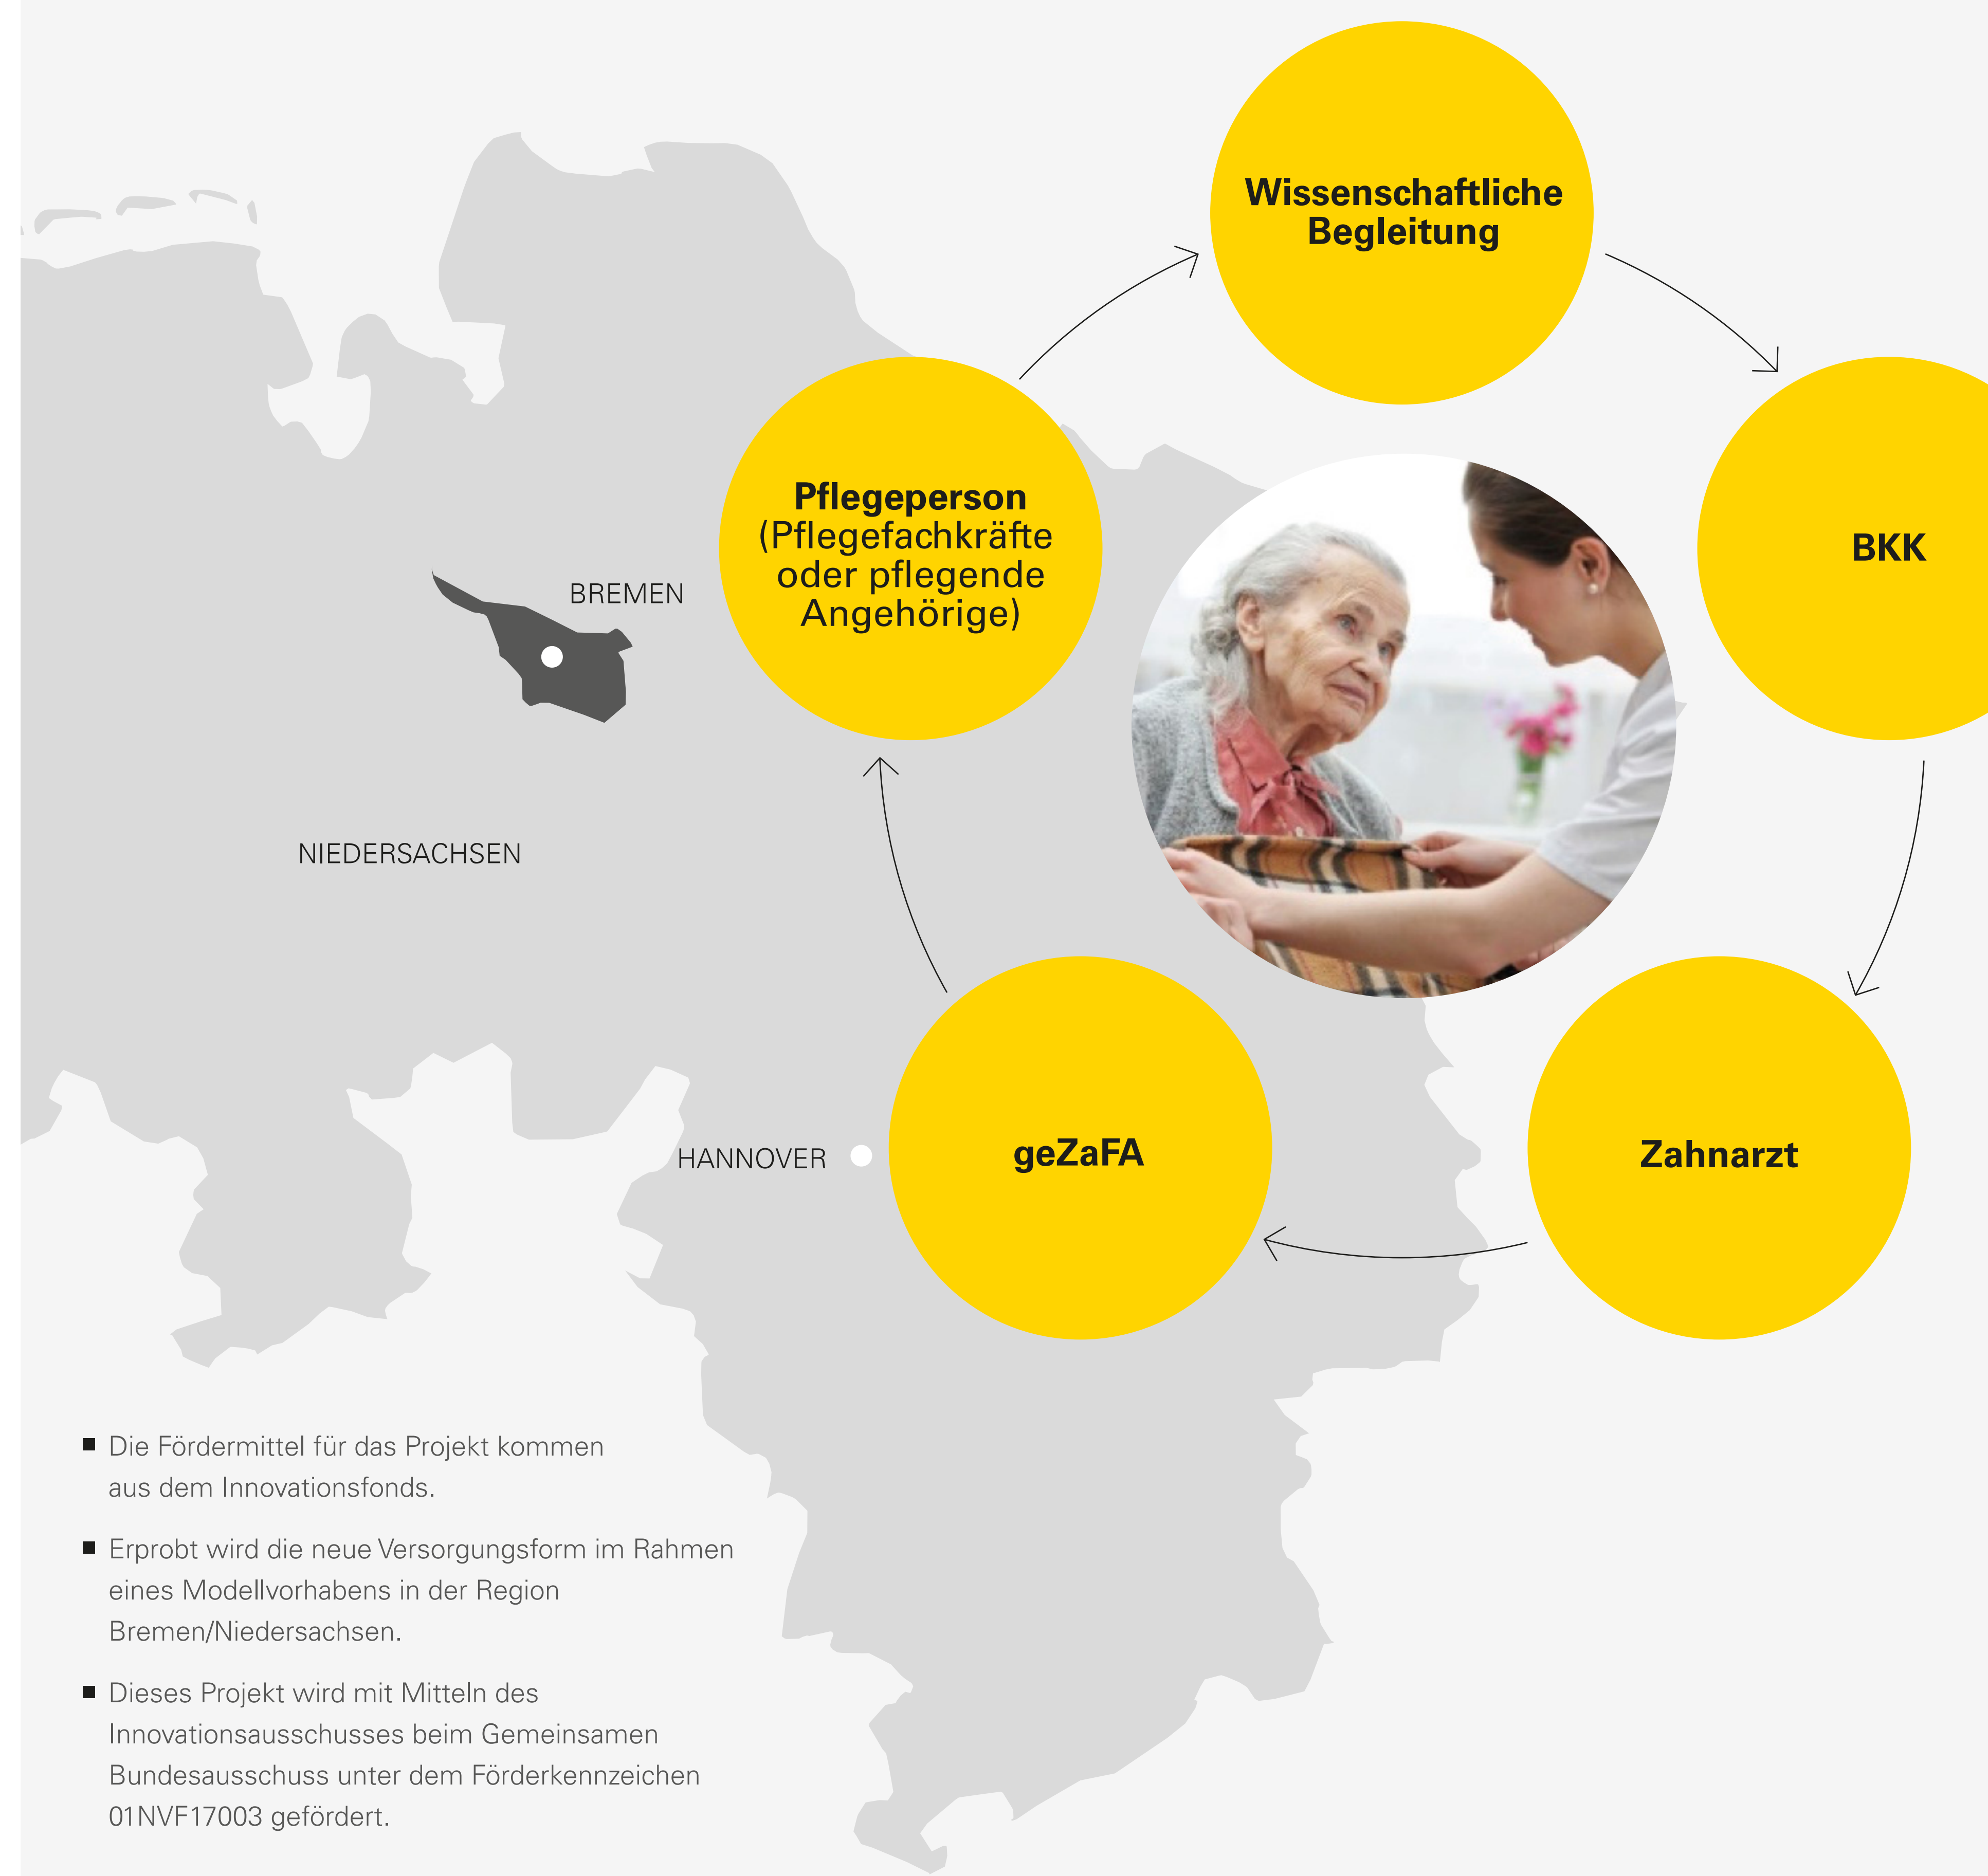 Wissenschaftliche
Begleitung
BKK
Pflegeperson
(Pflegefachkräfte
oder pflegende
Angehörige)
BREMEN
NIEDERSACHSEN
HANNOVER
geZaFA
Zahnarzt
Die Fördermittel für das Projekt kommen
aus dem Innovationsfonds.
Erprobt wird die neue Versorgungsform im Rahmen
eines Modellvorhabens in der Region
Bremen/Niedersachsen.
Dieses Projekt wird mit Mitteln des
Innovationsausschusses beim Gemeinsamen
Bundesausschuss unter dem Förderkennzeichen
01NVF17003 gefördert.